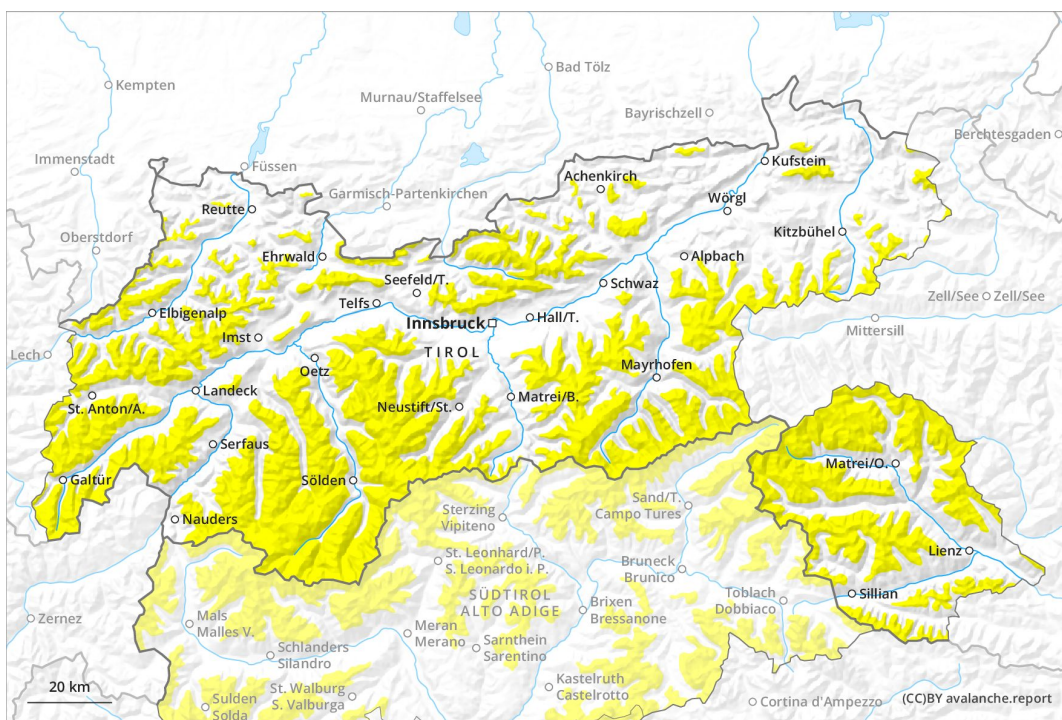 Kempten
Bad Tölz
Murnau/Staffelsee
Bayrischzell
Berchtesgaden
Immenstadt
Füssen
Kufstein
Achenkirch
Garmisch-Partenkirchen
Reutte
Wörgl
Oberstdorf
Kitzbühel
Ehrwald
Alpbach
Seefeld/T.
Schwaz
Zell/See
Zell/See
Telfs
Elbigenalp
Innsbruck
Hall/T.
Mittersill
Imst
TIROL
Lech
Oetz
Mayrhofen
Landeck
Matrei/B.
St. Anton/A.
Neustift/St.
Serfaus
Matrei/O.
Galtür
Sölden
Sand/T.
Campo Tures
Sterzing
Vipiteno
Nauders
Lienz
St. Leonhard/P.
S. Leonardo i. P.
Bruneck
Brunico
SÜDTIROL
ALTO ADIGE
Toblach
Dobbiaco
Sillian
Brixen
Bressanone
Zernez
Mals
Malles V.
Meran
Merano
Sarnthein
Sarentino
Schlanders
Silandro
Kastelruth
Castelrotto
20 km
St. Walburg
S. Valburga
Sulden
Solda
Cortina d'Ampezzo
(CC)BY avalanche.report